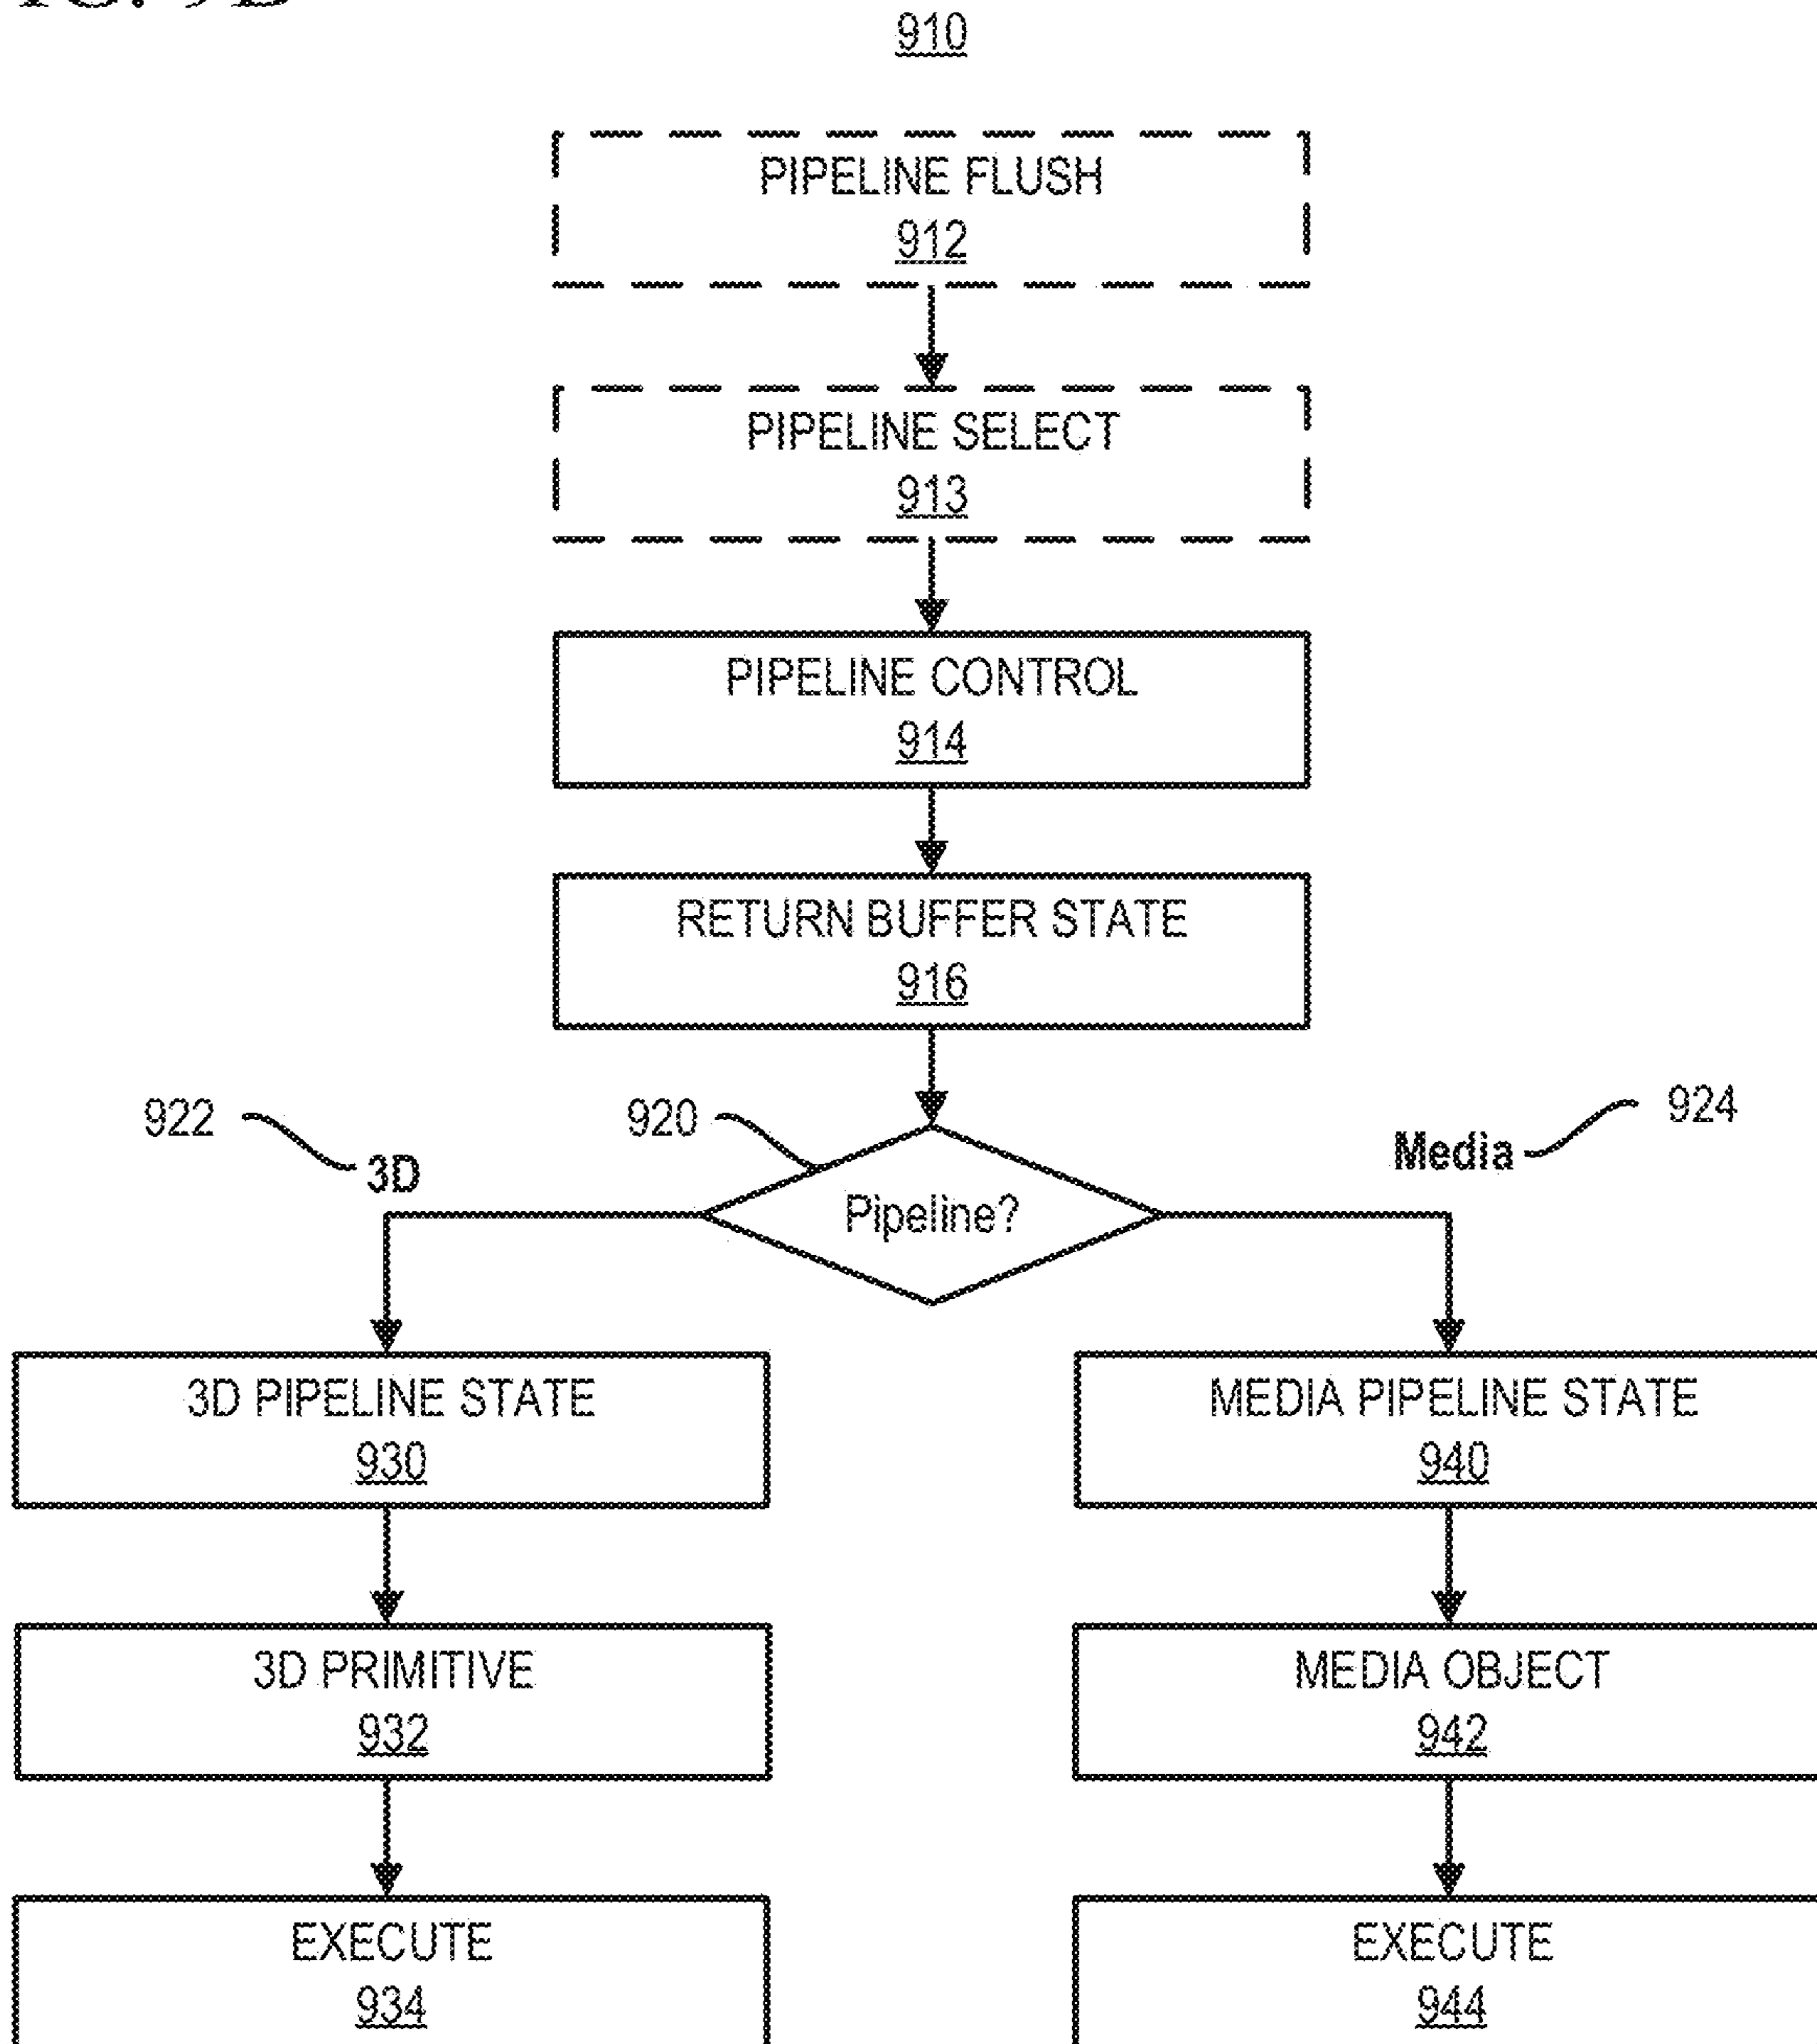 910
PIPELINE FLUSH
912
PIPELINE SELECT
913
PIPELINE CONTROL
914
RETURN BUFFER STATE
916
922
920
924
3D
Media
Pipeline?
3D PIPELINE STATE
930
MEDIA PIPELINE STATE
940
3D PRIMITIVE
932
MEDIA OBJECT
942
EXECUTE
934
EXECUTE
944